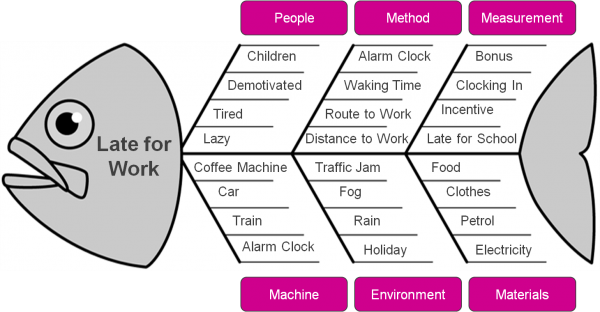 People
Method
Measurement
Children
Alarm Clock
Bonus
Demotivated
Waking Time
Clocking In
Tired
Route to Work
Incentive
Lazy
Distance to Work
Late for School
Late for
Work
Coffee Machine
Traffic Jam
Food
Car
Fog
Clothes
Train
Rain
Petrol
Alarm Clock
Holiday
Electricity
Machine
Environment
Materials